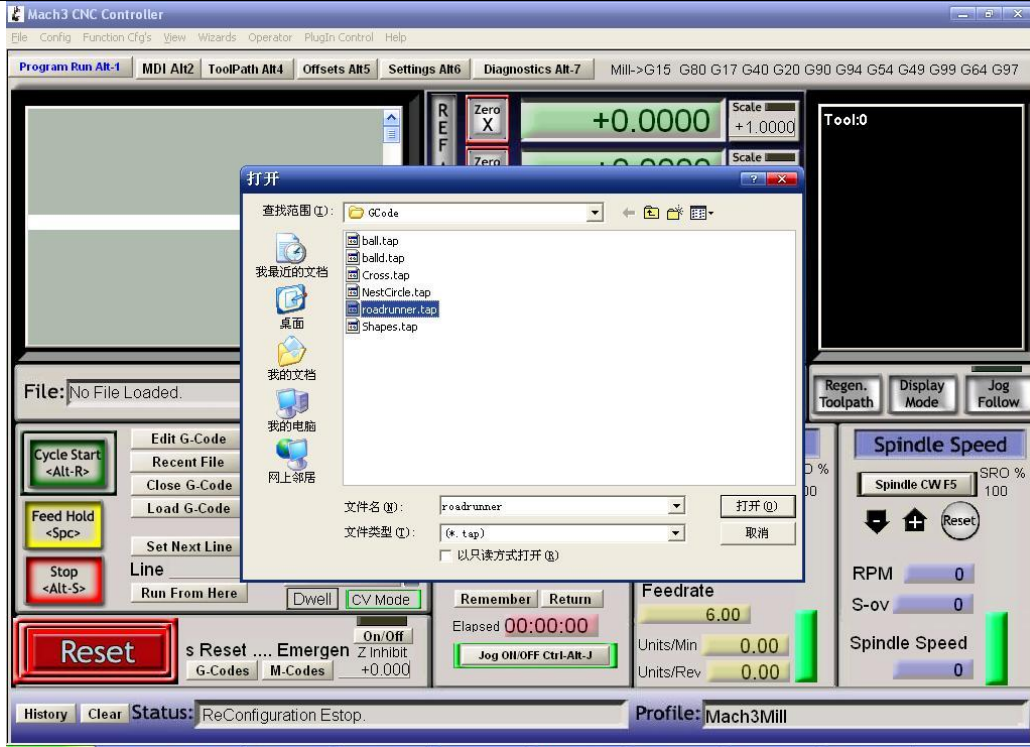 Mach3 CNC Controller
File Config Function Cfg's View Wizards Operator PlugIn Control Help
Program Run Alt-1 MDI Alt2 ToolPath Alt4 Offsets Alt5 Settings Alt6 Diagnostics Alt-7 Mill->G15 G80 G17 G40 G20 G90 G94 G54 G49 G99 G64 G97
REF
Zero X
+0.0000
Scale
+1.0000
Zero
Scale
Tool:0
打开
查找范围(I):
GCode
我最近的文档
桌面
我的文档
我的电脑
网上邻居
ball.tap
balld.tap
Cross.tap
NestCircle.tap
roadrunner.tap
Shapes.tap
文件名(N):
roadrunner
打开(O)
文件类型(T):
(*.tap)
取消
以只读方式打开(R)
File: No File Loaded.
Regen. Toolpath
Display Mode
Jog Follow
Cycle Start
<Alt-R>
Feed Hold
<Spc>
Stop
<Alt-S>
Edit G-Code
Recent File
Close G-Code
Load G-Code
Set Next Line
Line
Run From Here
Dwell
CV Mode
Reset
s Reset .... Emergen
G-Codes
M-Codes
On/Off
Z Inhibit
+0.000
Remember
Return
Elapsed 00:00:00
Jog ON/OFF Ctrl-Alt-J
Feedrate
6.00
Units/Min 0.00
Units/Rev 0.00
Spindle Speed
Spindle CW F5
SRO %
100
Reset
RPM 0
S-ov 0
Spindle Speed
0
History
Clear
Status: ReConfiguration Estop.
Profile: Mach3Mill